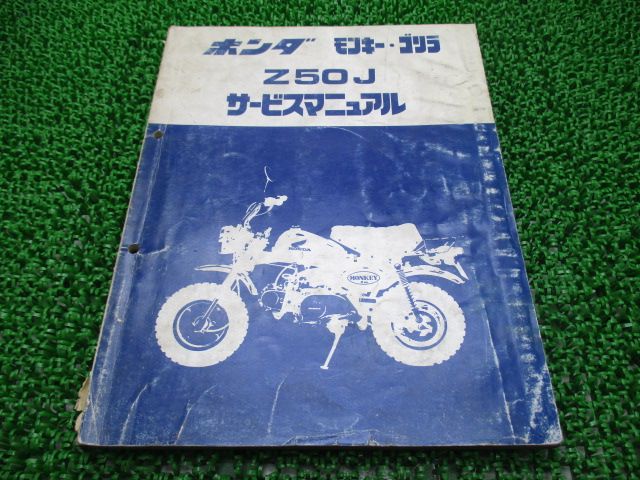 ホンダ モンキー・ゴリラ
Z50J
サービスマニュアル
HONDA
MONKEY